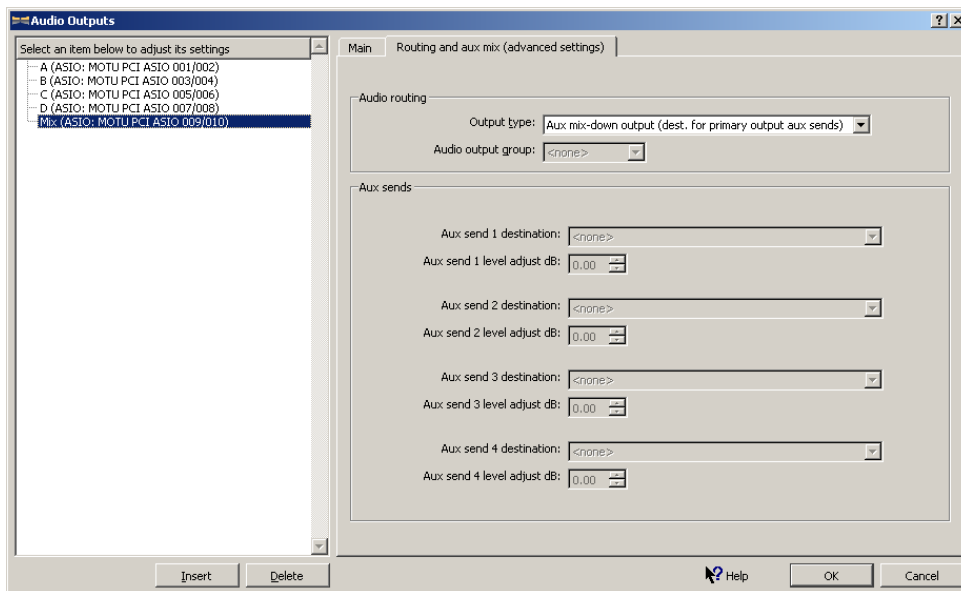 Audio Outputs
Select an item below to adjust its settings
A (ASIO: MOTU PCI ASIO 001/002)
B (ASIO: MOTU PCI ASIO 003/004)
C (ASIO: MOTU PCI ASIO 005/006)
D (ASIO: MOTU PCI ASIO 007/008)
Mix (ASIO: MOTU PCI ASIO 009/010)
Insert
Delete
Main
Routing and aux mix (advanced settings)
Audio routing
Output type: Aux mix-down output (dest. for primary output aux sends)
Audio output group: <none>
Aux sends
Aux send 1 destination: <none>
Aux send 1 level adjust dB: 0.00
Aux send 2 destination: <none>
Aux send 2 level adjust dB: 0.00
Aux send 3 destination: <none>
Aux send 3 level adjust dB: 0.00
Aux send 4 destination: <none>
Aux send 4 level adjust dB: 0.00
Help
OK
Cancel